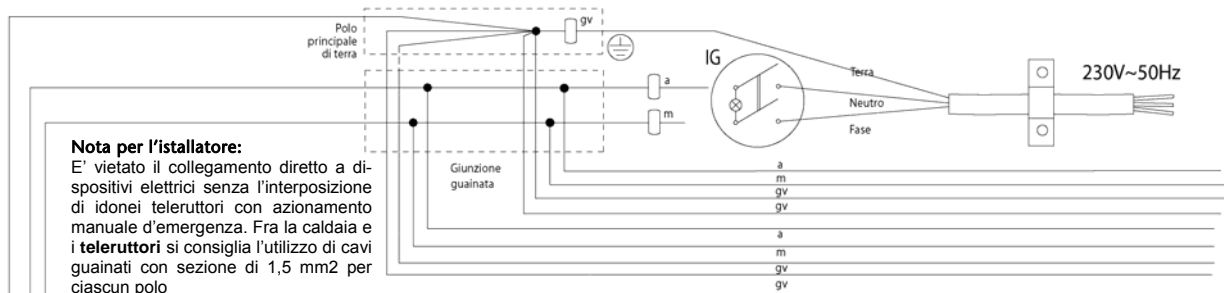 gv
Polo
principale
di terra
IG
230V~50Hz
a
Terra
Neutro
m
Fase
Nota per l'istallatore:
E' vietato il collegamento diretto a di-
spositivi elettrici senza l'interposizione
di idonei teleruttori con azionamento
manuale d'emergenza. Fra la caldaia e
i teleruttori si consiglia l'utilizzo di cavi
guainati con sezione di 1,5 mm2 per
ciascun polo
Giunzione
guainata
a
m
gv
gv
a
m
gv
gv